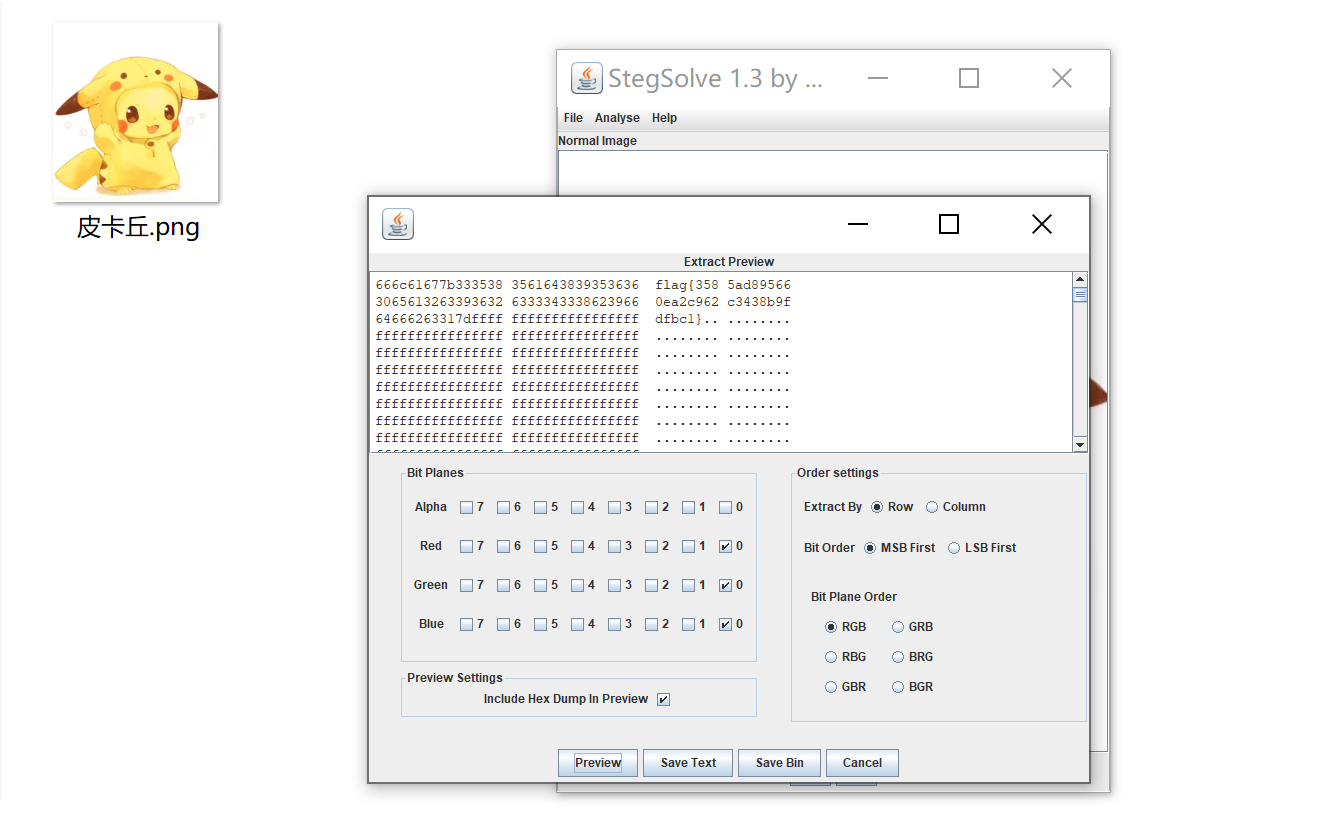 皮卡丘.png
StegSolve 1.3 by ...
File Analyse Help
Normal Image
Extract Preview
666c61677b333538 3561643839353636 flag{358 5ad89566
3065613263393632 6333343338623966 0ea2c962 c3438b9f
64666263317dffff ffffffffffffffff dfbc1}.. ........
ffffffffffffffff ffffffffffffffff ........ ........
ffffffffffffffff ffffffffffffffff ........ ........
ffffffffffffffff ffffffffffffffff ........ ........
ffffffffffffffff ffffffffffffffff ........ ........
ffffffffffffffff ffffffffffffffff ........ ........
ffffffffffffffff ffffffffffffffff ........ ........
ffffffffffffffff ffffffffffffffff ........ ........
Bit Planes
Alpha 7 6 5 4 3 2 1 0
Red 7 6 5 4 3 2 1 0
Green 7 6 5 4 3 2 1 0
Blue 7 6 5 4 3 2 1 0
Preview Settings
Include Hex Dump In Preview
Order settings
Extract By Row Column
Bit Order MSB First LSB First
Bit Plane Order
RGB GRB
RBG BRG
GBR BGR
Preview Save Text Save Bin Cancel